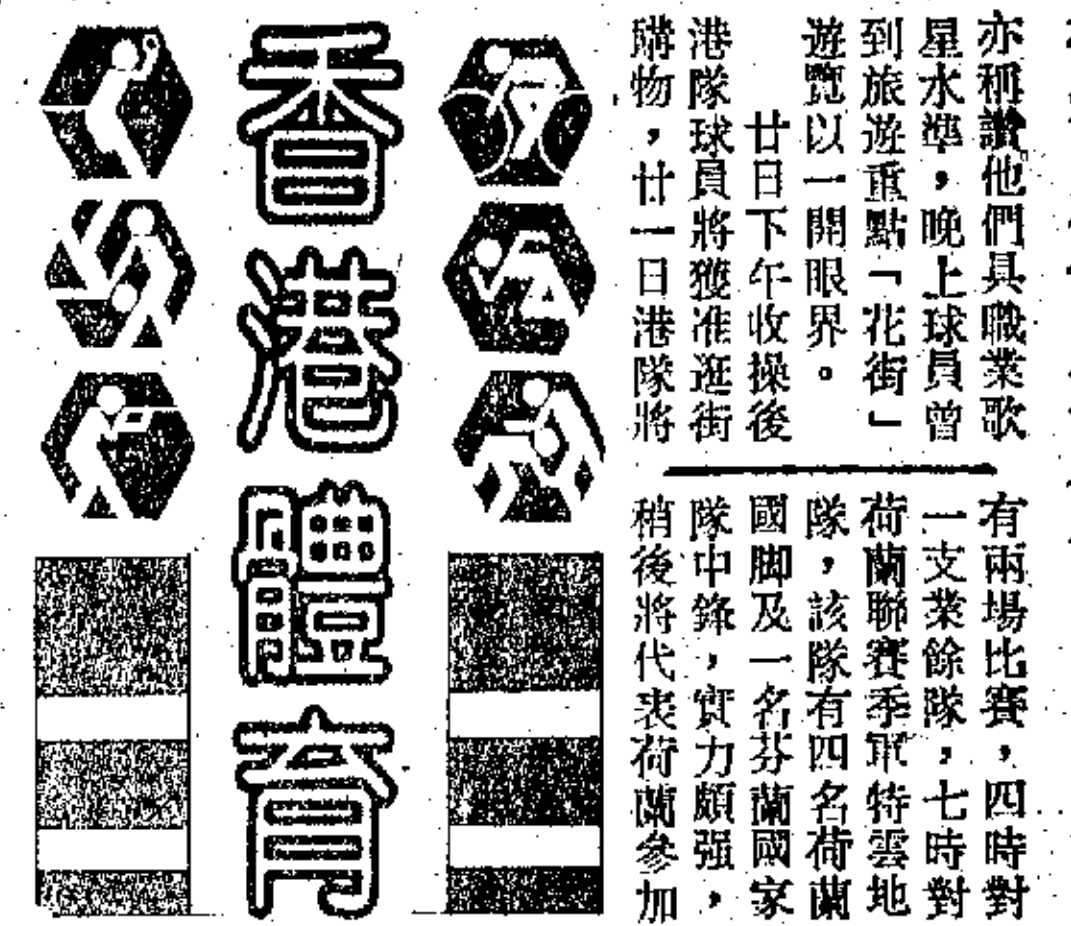 亦稱讚他們具職業歌
星水準，晚上球員曾
到旅遊重點「花街」
遊覽以一開眼界。
廿日下午收操後
港隊球員將獲准逛街
購物，廿一日港隊將
有兩場比賽，四時對
一支業餘隊，七時對
荷蘭聯賽季軍特雲地
隊，該隊有四名荷蘭
國脚及一名芬蘭國家
隊中鋒，實力頗强，
稍後將代表荷蘭參加
香港體育